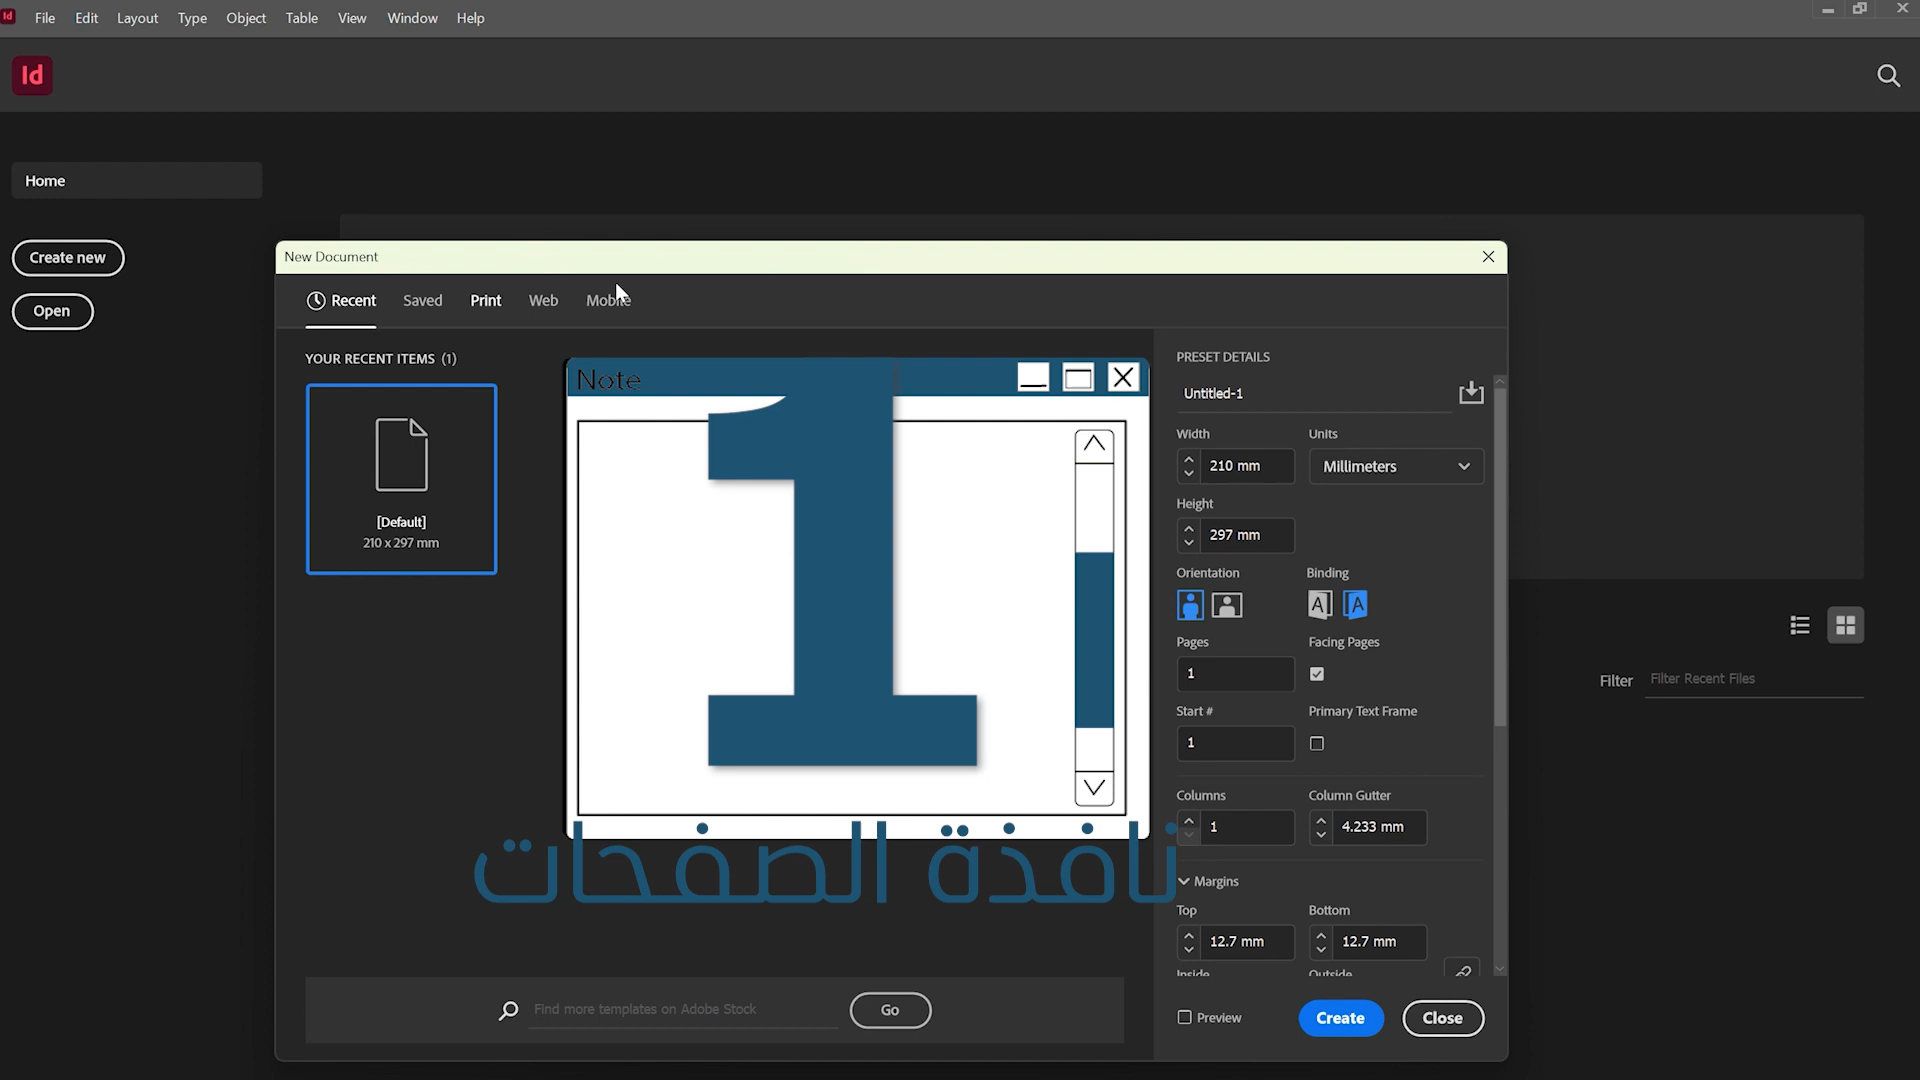 Id File Edit Layout Type Object Table View Window Help
Id
Home
Create new
Open
New Document
Recent Saved Print Web Mobile
YOUR RECENT ITEMS (1)
[Default]
210 x 297 mm
Note
1
نافذة الصفحات
PRESET DETAILS
Untitled-1
Width Units
210 mm Millimeters
Height
297 mm
Orientation Binding
A A
Pages Facing Pages
1
Start # Primary Text Frame
1
Columns Column Gutter
1 4.233 mm
Margins
Top Bottom
12.7 mm 12.7 mm
Inside Outside
Find more templates on Adobe Stock Go
Preview Create Close
Filter Filter Recent Files